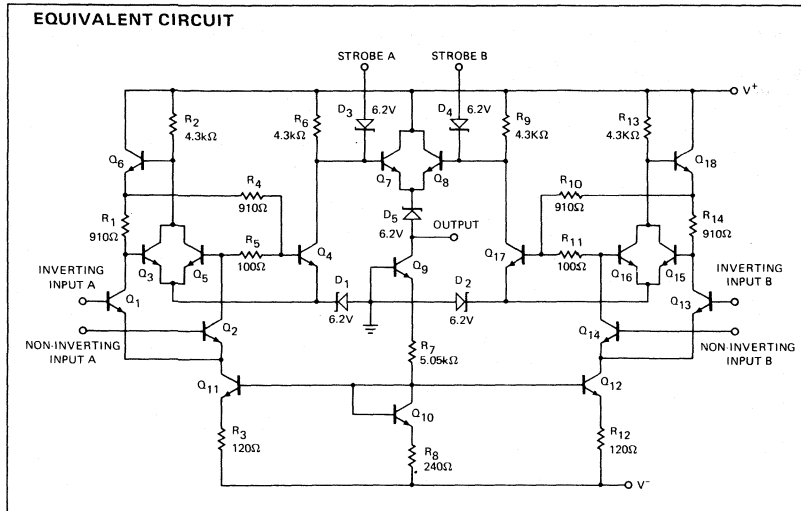 EQUIVALENT CIRCUIT
STROBE A
STROBE B
V+
R2
4.3kΩ
R6
4.3kΩ
D3
6.2V
D4
6.2V
R9
4.3KΩ
R13
4.3KΩ
Q6
Q7
Q8
Q18
R4
910Ω
R10
910Ω
R1
910Ω
D5
6.2V
OUTPUT
R14
910Ω
R5
100Ω
R11
100Ω
Q3
Q5
Q4
Q9
Q17
Q16
Q15
INVERTING
INPUT A
Q1
D1
6.2V
D2
6.2V
Q13
INVERTING
INPUT B
NON-INVERTING
INPUT A
Q2
Q14
NON-INVERTING
INPUT B
R7
5.05kΩ
Q11
Q10
Q12
R3
120Ω
R8
240Ω
R12
120Ω
V-